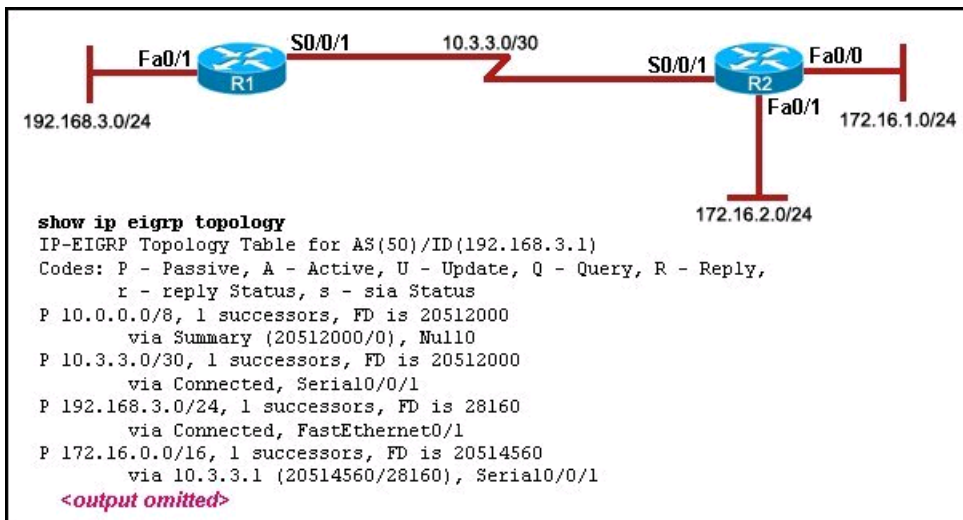 Fa0/1
S0/0/1
10.3.3.0/30
S0/0/1
Fa0/0
R1
R2
Fa0/1
192.168.3.0/24
172.16.1.0/24
172.16.2.0/24
show ip eigrp topology
IP-EIGRP Topology Table for AS(50)/ID(192.168.3.1)
Codes: P - Passive, A - Active, U - Update, Q - Query, R - Reply,
r - reply Status, s - sia Status
P 10.0.0.0/8, 1 successors, FD is 20512000
via Summary (20512000/0), Null0
P 10.3.3.0/30, 1 successors, FD is 20512000
via Connected, Serial0/0/1
P 192.168.3.0/24, 1 successors, FD is 28160
via Connected, FastEthernet0/1
P 172.16.0.0/16, 1 successors, FD is 20514560
via 10.3.3.1 (20514560/28160), Serial0/0/1
<output omitted>